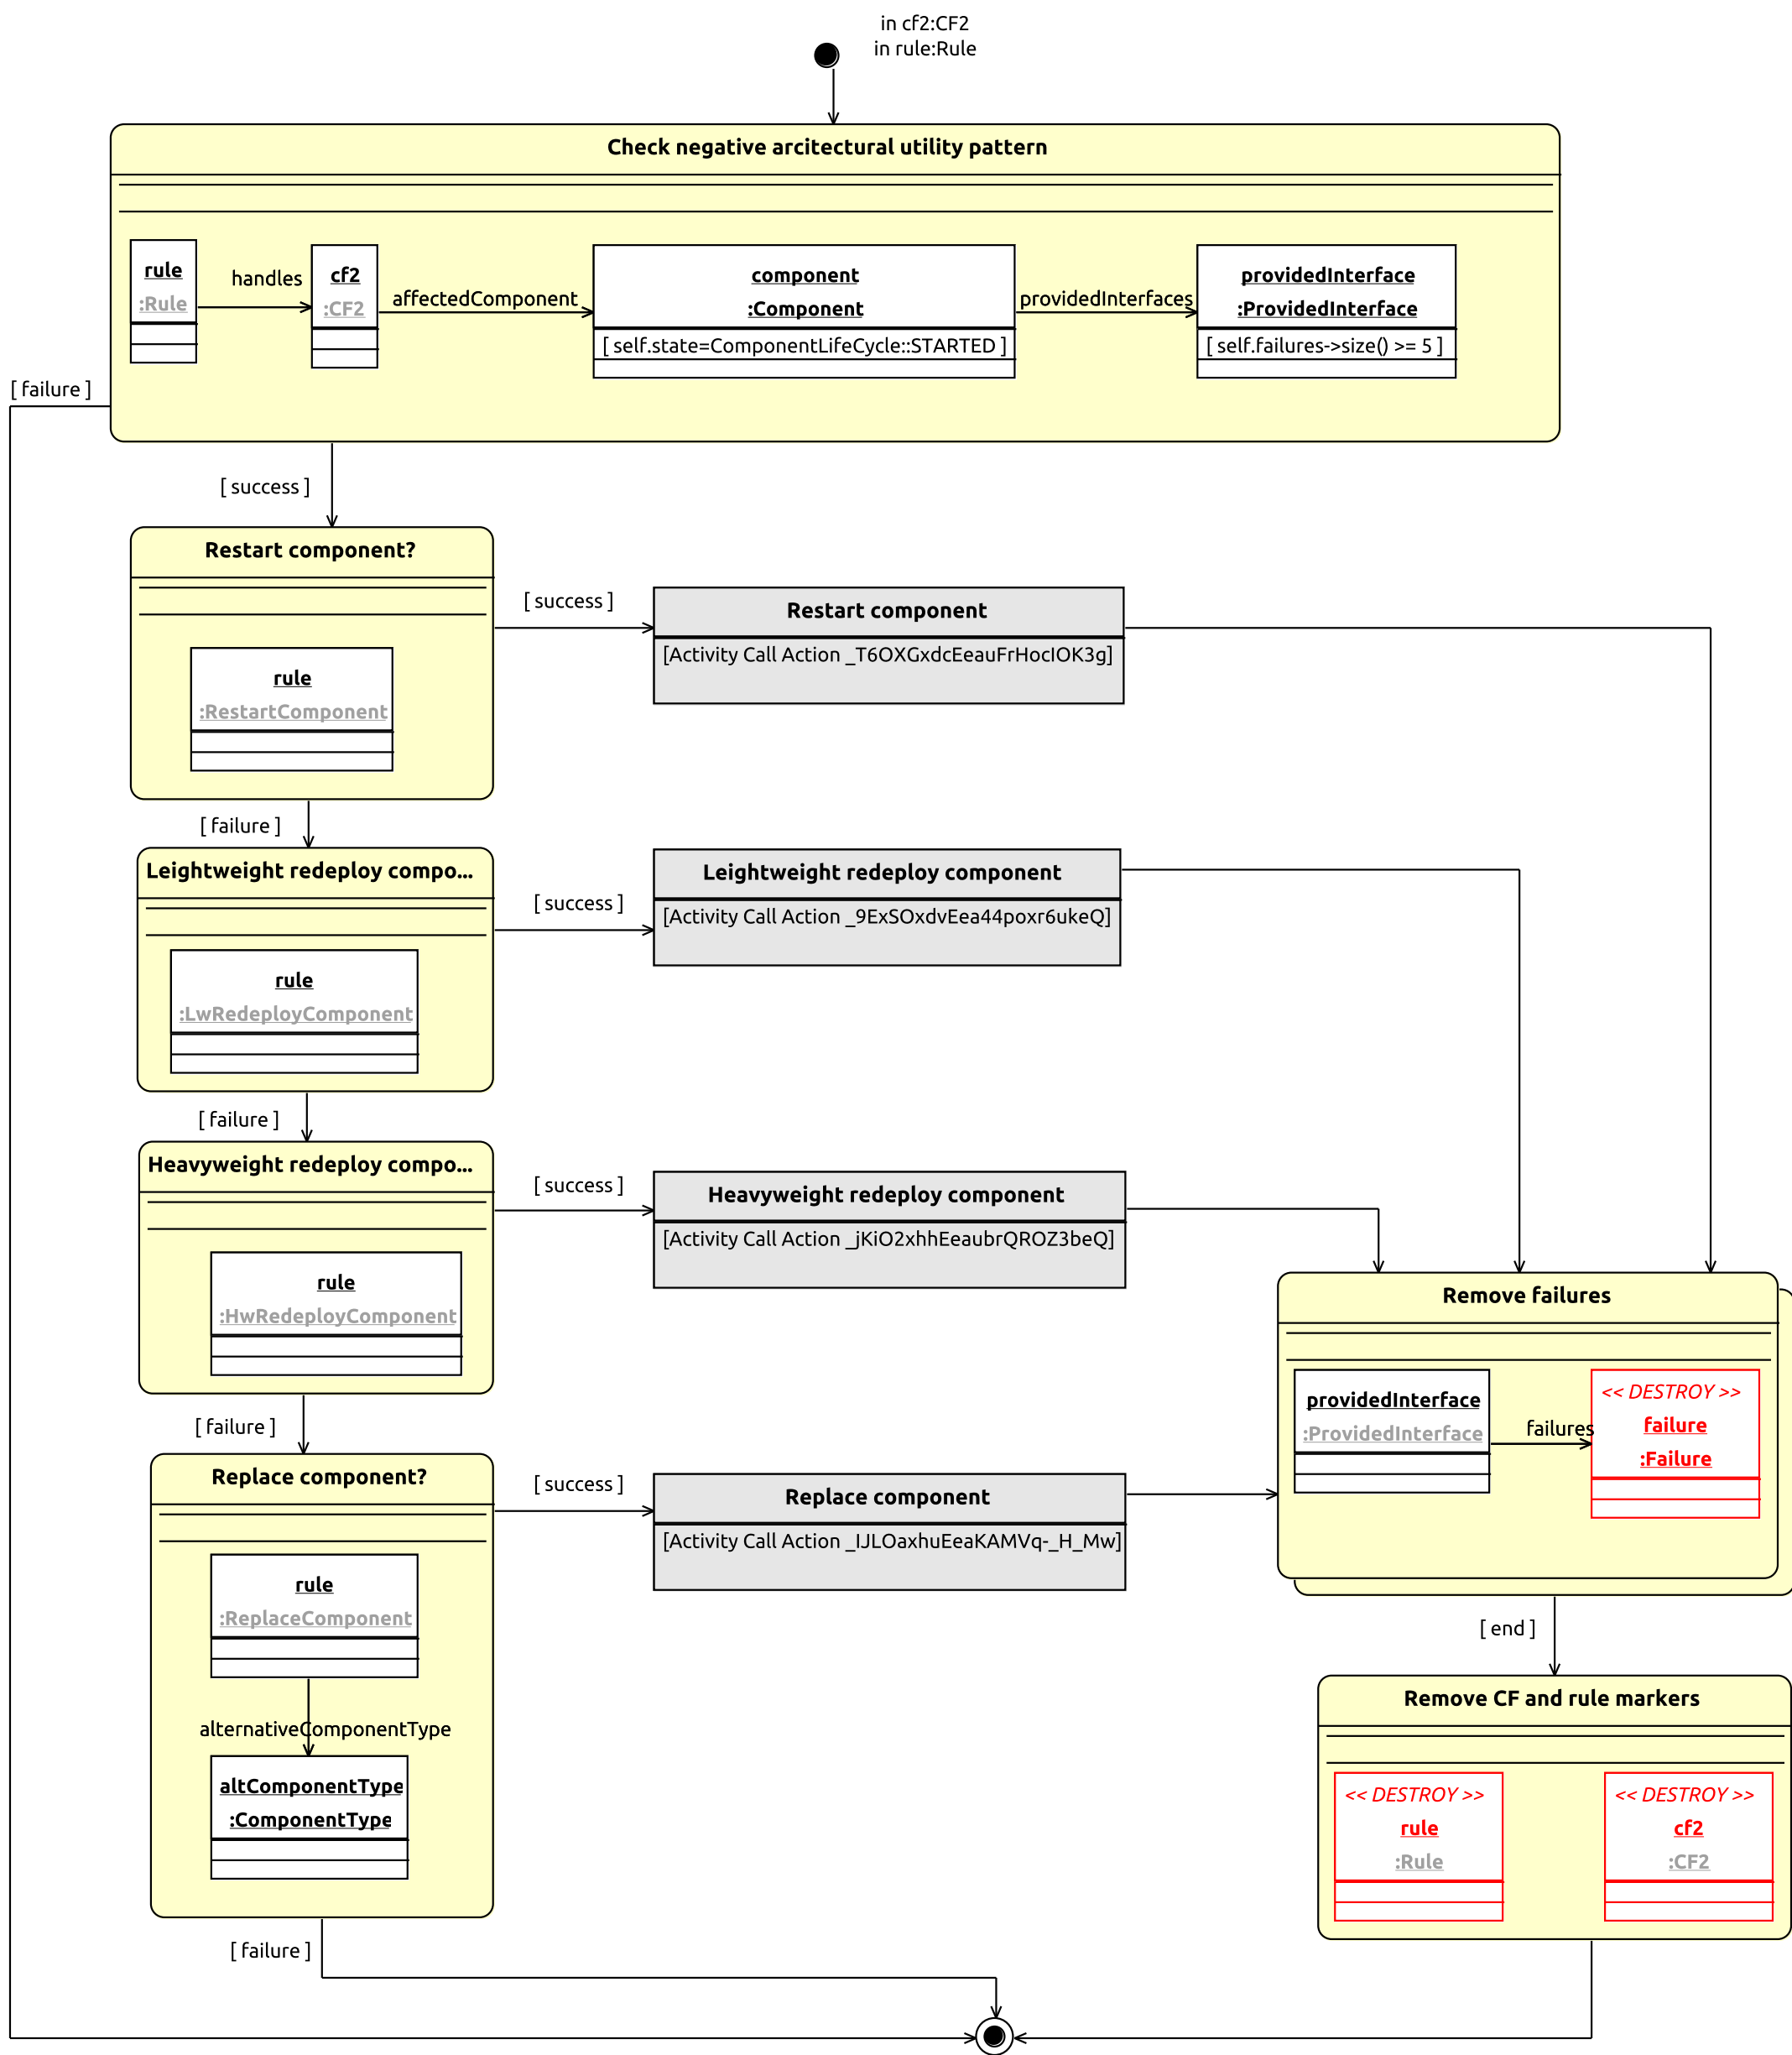 in cf2:CF2
in rule:Rule
Check negative arcitectural utility pattern
rule
:Rule
handles
cf2
:CF2
affectedComponent
component
:Component
[ self.state=ComponentLifeCycle::STARTED ]
providedInterfaces
providedInterface
:ProvidedInterface
[ self.failures->size() >= 5 ]
[ failure ]
[ success ]
Restart component?
rule
:RestartComponent
[ success ]
Restart component
[Activity Call Action _T6OXGxdcEeauFrHocIOK3g]
[ failure ]
Leightweight redeploy compo...
rule
:LwRedeployComponent
[ success ]
Leightweight redeploy component
[Activity Call Action _9ExSOxdvEea44poxr6ukeQ]
[ failure ]
Heavyweight redeploy compo...
rule
:HwRedeployComponent
[ success ]
Heavyweight redeploy component
[Activity Call Action _jKiO2xhhEeaubrQROZ3beQ]
Remove failures
providedInterface
:ProvidedInterface
failures
<< DESTROY >>
failure
:Failure
[ failure ]
Replace component?
rule
:ReplaceComponent
alternativeComponentType
altComponentType
:ComponentType
[ success ]
Replace component
[Activity Call Action _IJLOaxhuEeaKAMVq-_H_Mw]
[ end ]
Remove CF and rule markers
<< DESTROY >>
rule
:Rule
<< DESTROY >>
cf2
:CF2
[ failure ]